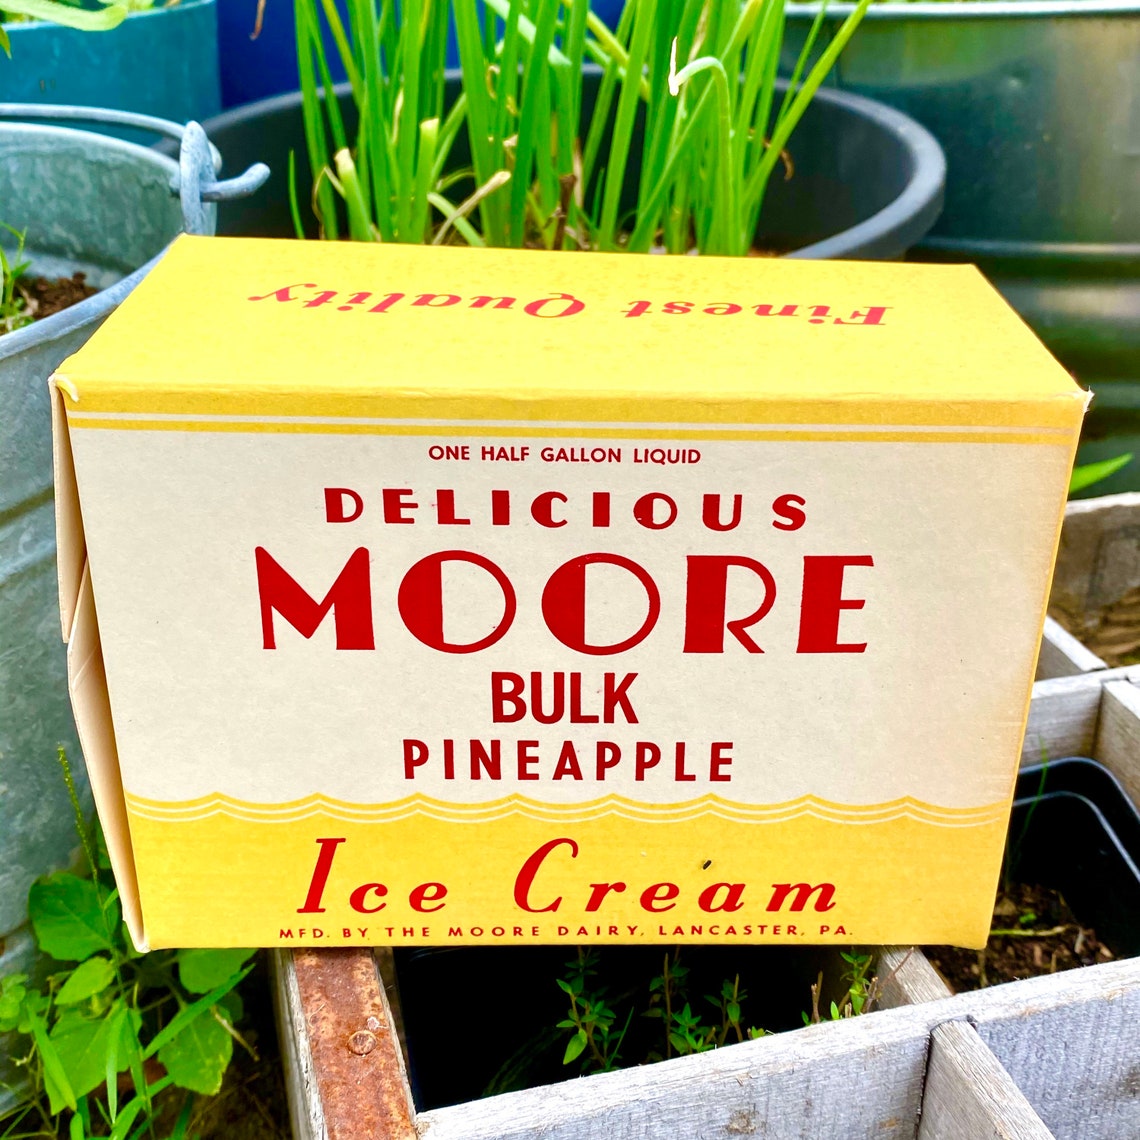 Finest Quality
ONE HALF GALLON LIQUID
DELICIOUS
MOORE
BULK
PINEAPPLE
Ice Cream
MFD. BY THE MOORE DAIRY, LANCASTER, PA.